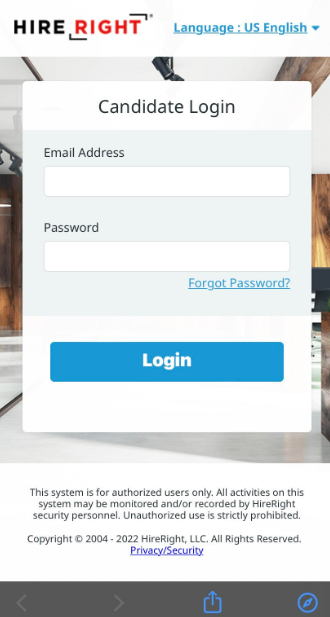 HIRE RIGHT
Language : US English
Candidate Login
Email Address
Password
Forgot Password?
Login
This system is for authorized users only. All activities on this
system may be monitored and/or recorded by HireRight
security personnel. Unauthorized use is strictly prohibited.
Copyright © 2004 - 2022 HireRight, LLC. All Rights Reserved.
Privacy/Security